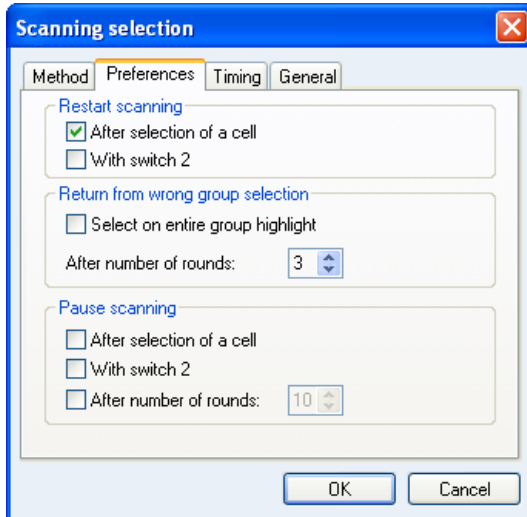 Scanning selection
Method Preferences Timing General
Restart scanning
After selection of a cell
With switch 2
Return from wrong group selection
Select on entire group highlight
After number of rounds: 3
Pause scanning
After selection of a cell
With switch 2
After number of rounds: 10
OK Cancel